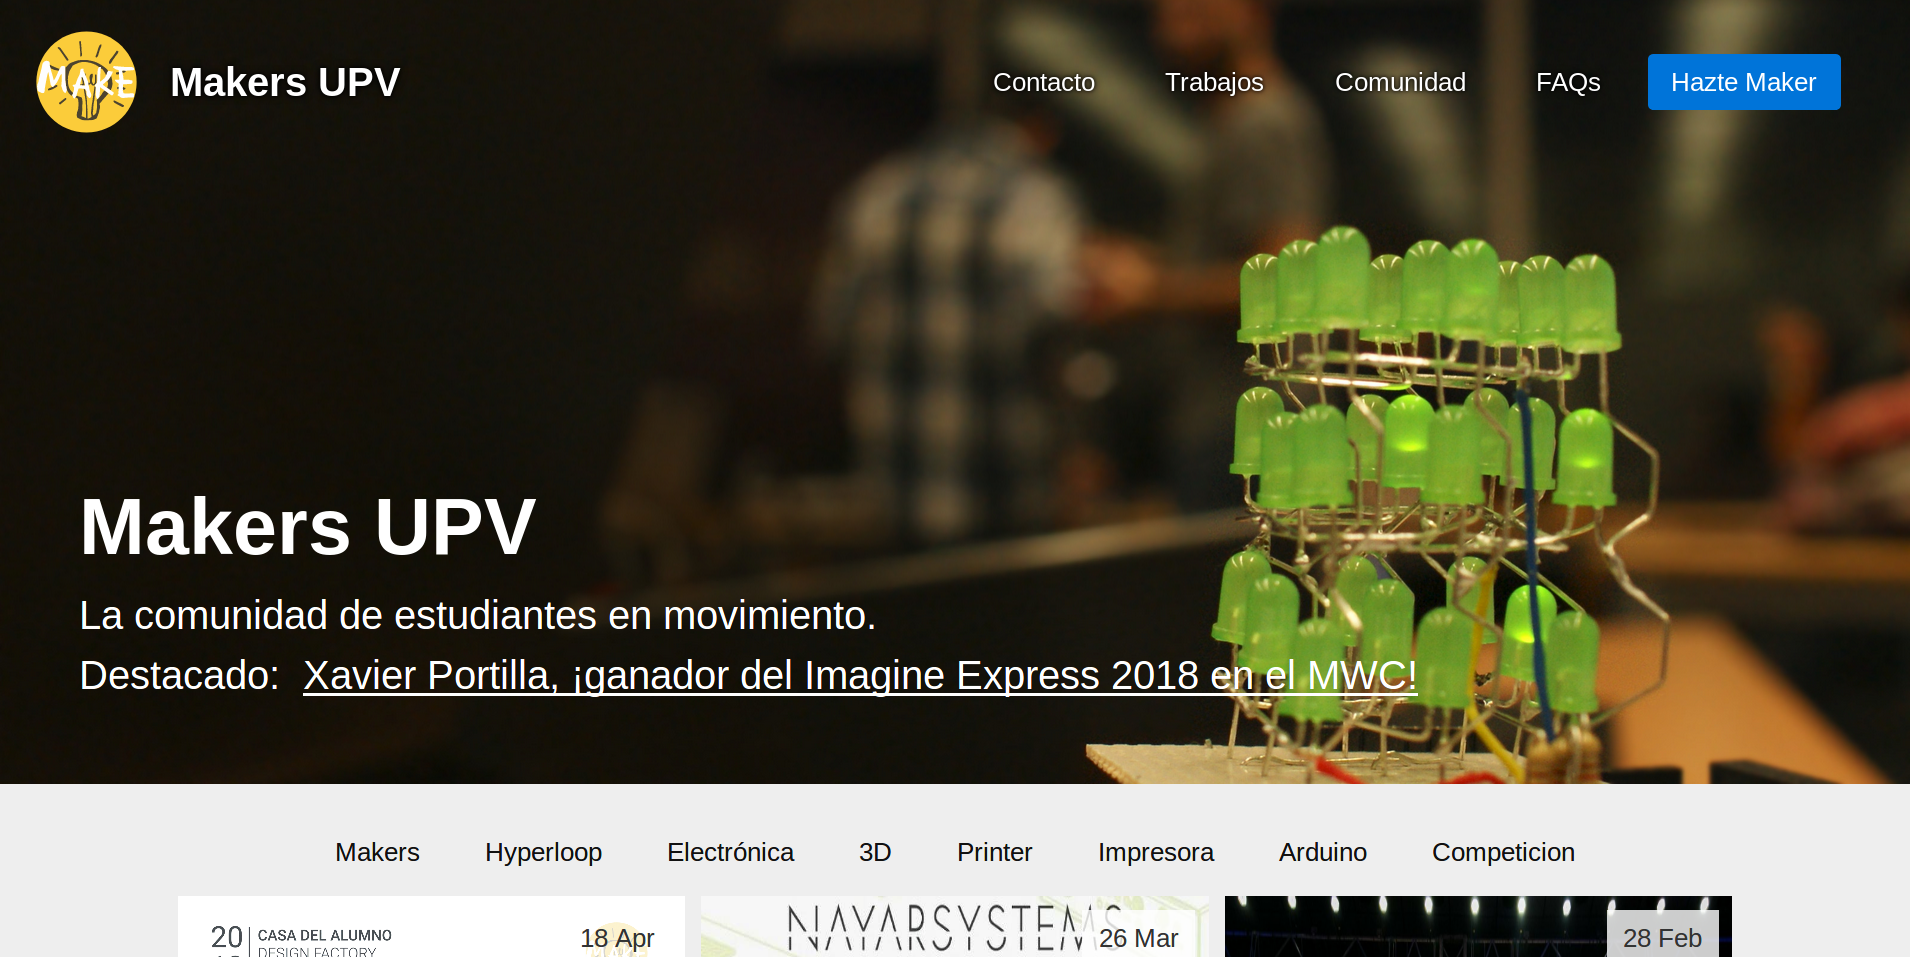 MAKE
Makers UPV
Contacto
Trabajos
Comunidad
FAQs
Hazte Maker
Makers UPV
La comunidad de estudiantes en movimiento.
Destacado: Xavier Portilla, ¡ganador del Imagine Express 2018 en el MWC!
Makers
Hyperloop
Electrónica
3D
Printer
Impresora
Arduino
Competicion
20
CASA DEL ALUMNO
DESIGN FACTORY
18 Apr
NAVARSYSTEMS
26 Mar
28 Feb